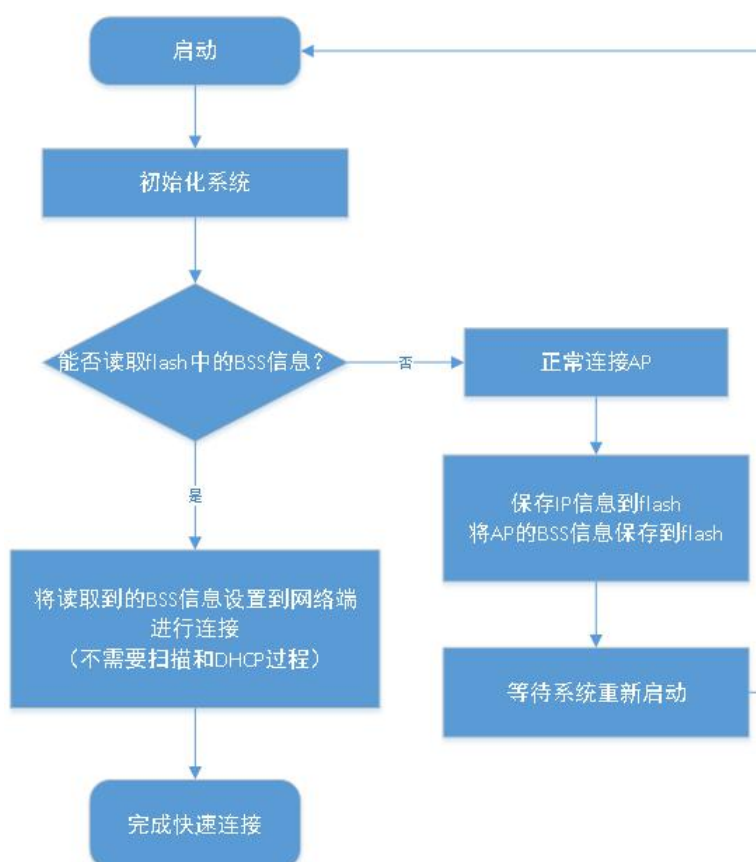 启动
初始化系统
能否读取flash中的BSS信息？
否
正常连接AP
是
保存IP信息到flash
将AP的BSS信息保存到flash
将读取到的BSS信息设置到网络端
进行连接
（不需要扫描和DHCP过程）
等待系统重新启动
完成快速连接